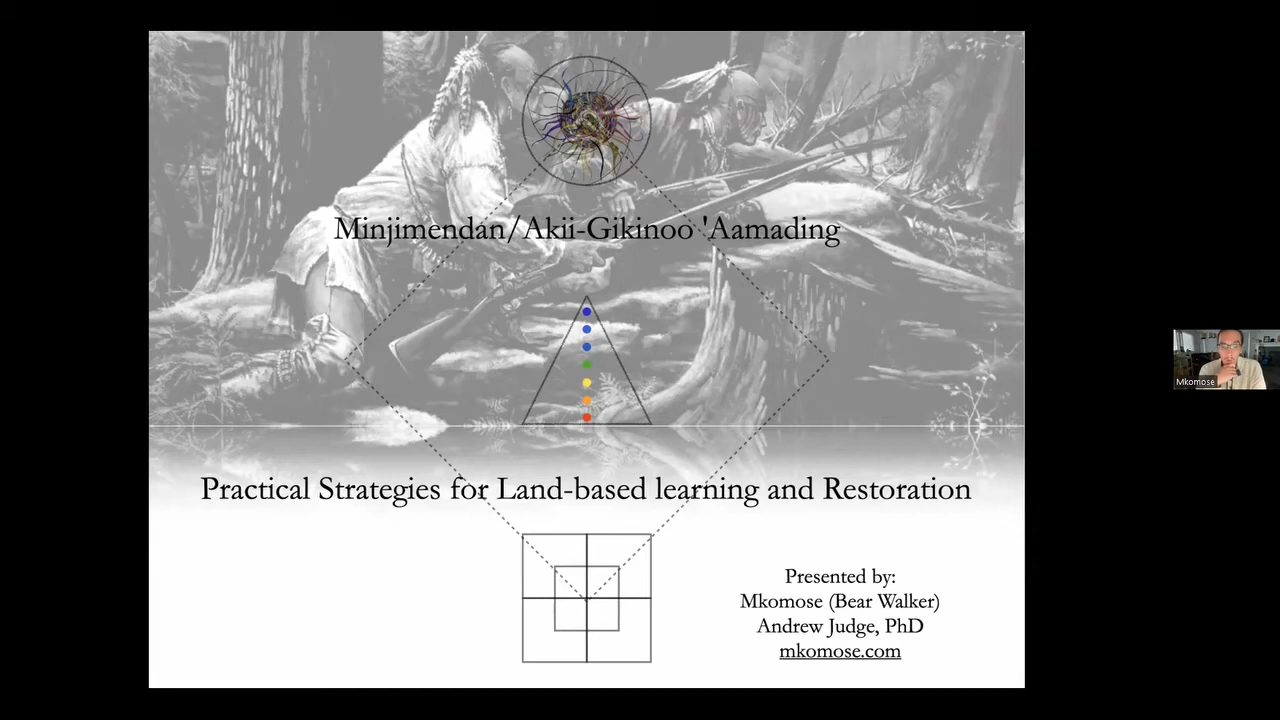 Minjimendan/Akii-Gikinoo 'Aamading
Practical Strategies for Land-based learning and Restoration
Presented by:
Mkomose (Bear Walker)
Andrew Judge, PhD
mkomose.com
Mkomose